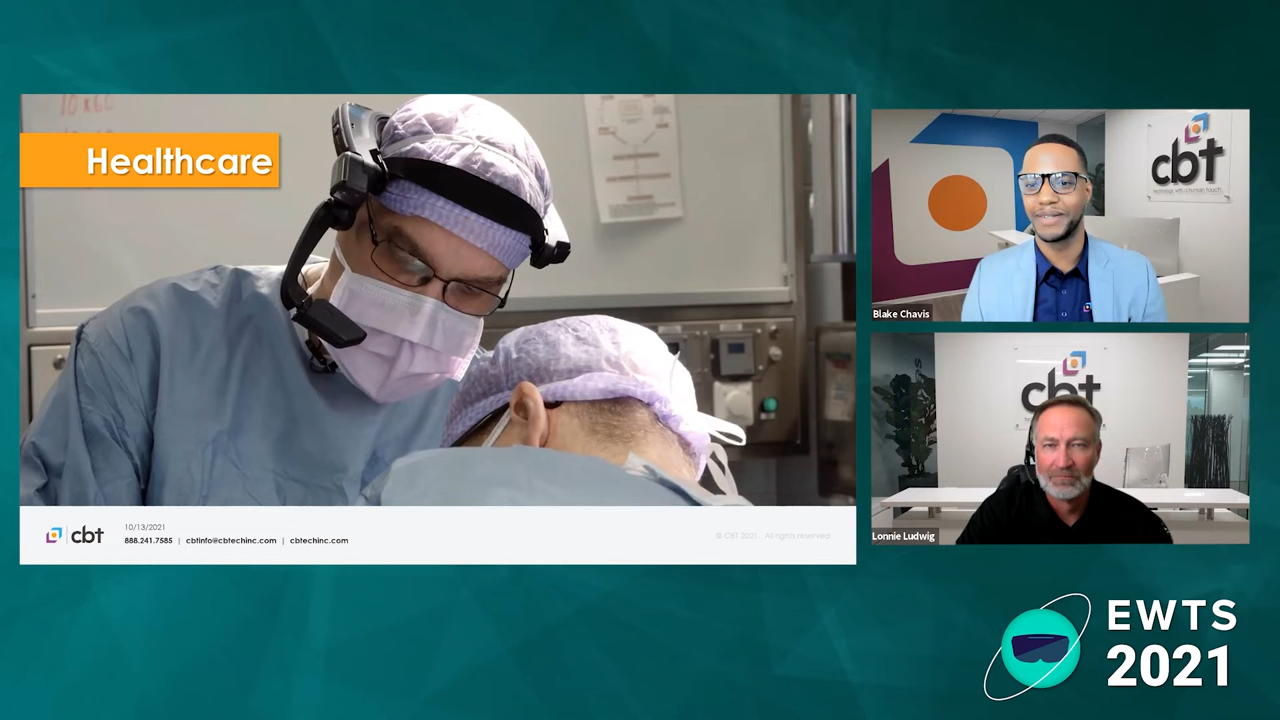 10x60
Healthcare
cbt
10/13/2021
888.241.7585 | cbtinfo@cbtechinc.com | cbtechinc.com
© CBT 2021. All rights reserved.
cbt
technology with a human touch.
Blake Chavis
cbt
Lonnie Ludwig
EWTS
2021